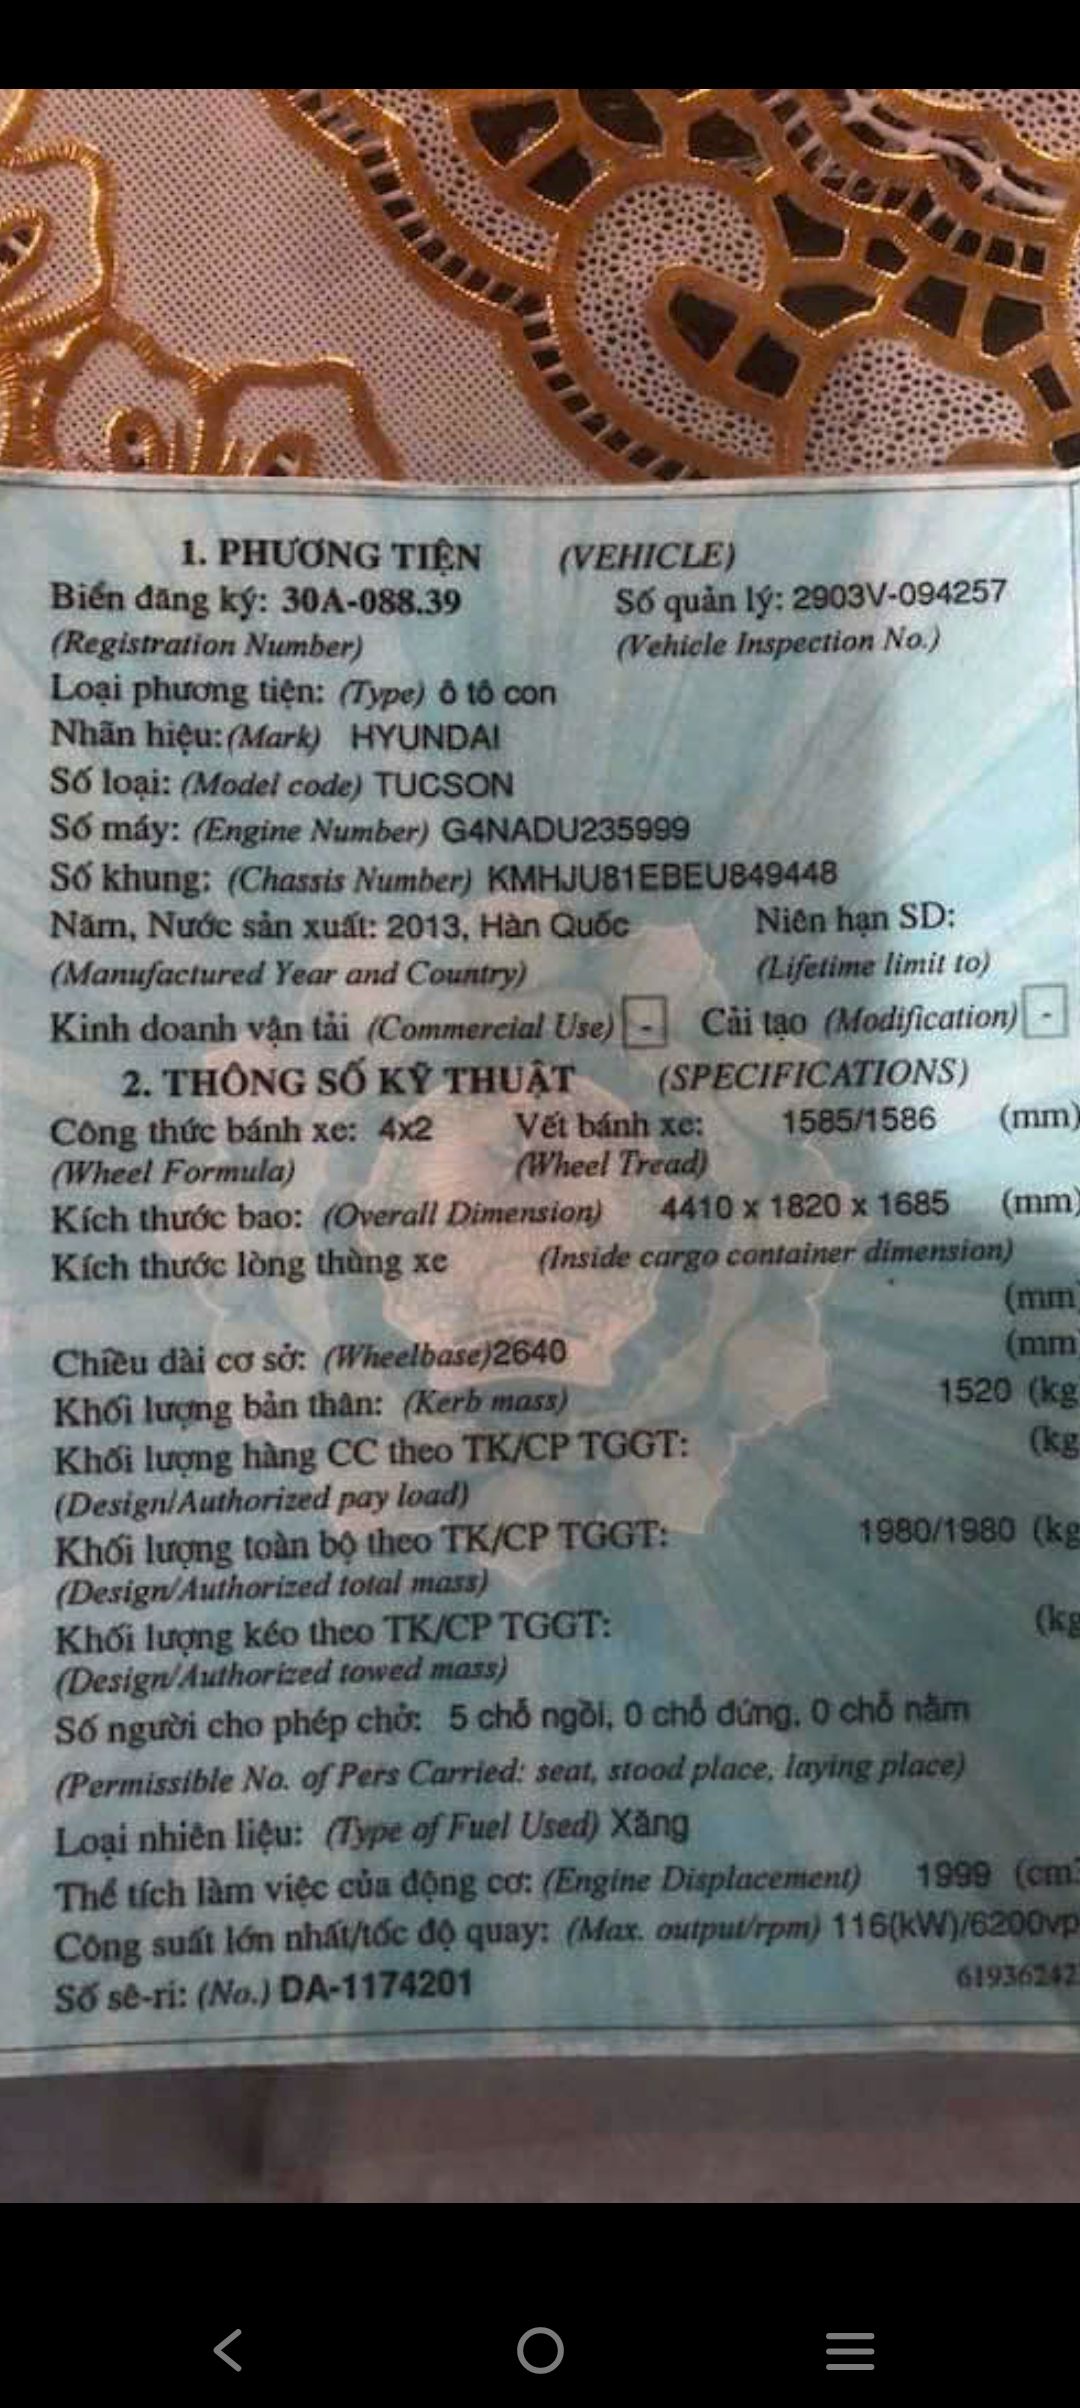 1. PHƯƠNG TIỆN (VEHICLE)
Biển đăng ký: 30A-088.39 Số quản lý: 2903V-094257
(Registration Number) (Vehicle Inspection No.)
Loại phương tiện: (Type) ô tô con
Nhãn hiệu: (Mark) HYUNDAI
Số loại: (Model code) TUCSON
Số máy: (Engine Number) G4NADU235999
Số khung: (Chassis Number) KMHJU81EBEU849448
Năm, Nước sản xuất: 2013, Hàn Quốc Niên hạn SD:
(Manufactured Year and Country) (Lifetime limit to)
Kinh doanh vận tải (Commercial Use) - Cải tạo (Modification) -
2. THÔNG SỐ KỸ THUẬT (SPECIFICATIONS)
Công thức bánh xe: 4x2 Vết bánh xe: 1585/1586 (mm)
(Wheel Formula) (Wheel Tread)
Kích thước bao: (Overall Dimension) 4410 x 1820 x 1685 (mm)
Kích thước lòng thùng xe (Inside cargo container dimension)
(mm)
Chiều dài cơ sở: (Wheelbase) 2640 (mm
Khối lượng bản thân: (Kerb mass) 1520 (kg
Khối lượng hàng CC theo TK/CP TGGT: (kg
(Design/Authorized pay load)
Khối lượng toàn bộ theo TK/CP TGGT: 1980/1980 (kg
(Design/Authorized total mass)
Khối lượng kéo theo TK/CP TGGT: (kg
(Design/Authorized towed mass)
Số người cho phép chở: 5 chỗ ngồi, 0 chỗ đứng, 0 chỗ nằm
(Permissible No. of Pers Carried: seat, stood place, laying place)
Loại nhiên liệu: (Type of Fuel Used) Xăng
Thể tích làm việc của động cơ: (Engine Displacement) 1999 (cm³
Công suất lớn nhất/tốc độ quay: (Max. output/rpm) 116(kW)/6200vp
Số sê-ri: (No.) DA-1174201 61936242